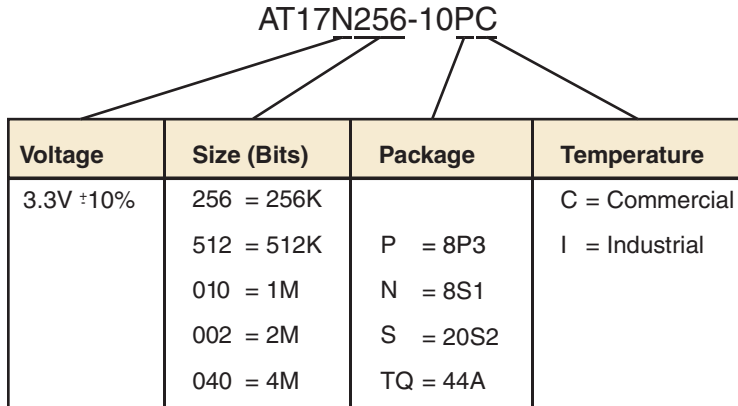 AT17N256-10PC
Voltage Size (Bits) Package Temperature
3.3V ±10% 256 = 256K C = Commercial
512 = 512K P = 8P3 I = Industrial
010 = 1M N = 8S1
002 = 2M S = 20S2
040 = 4M TQ = 44A